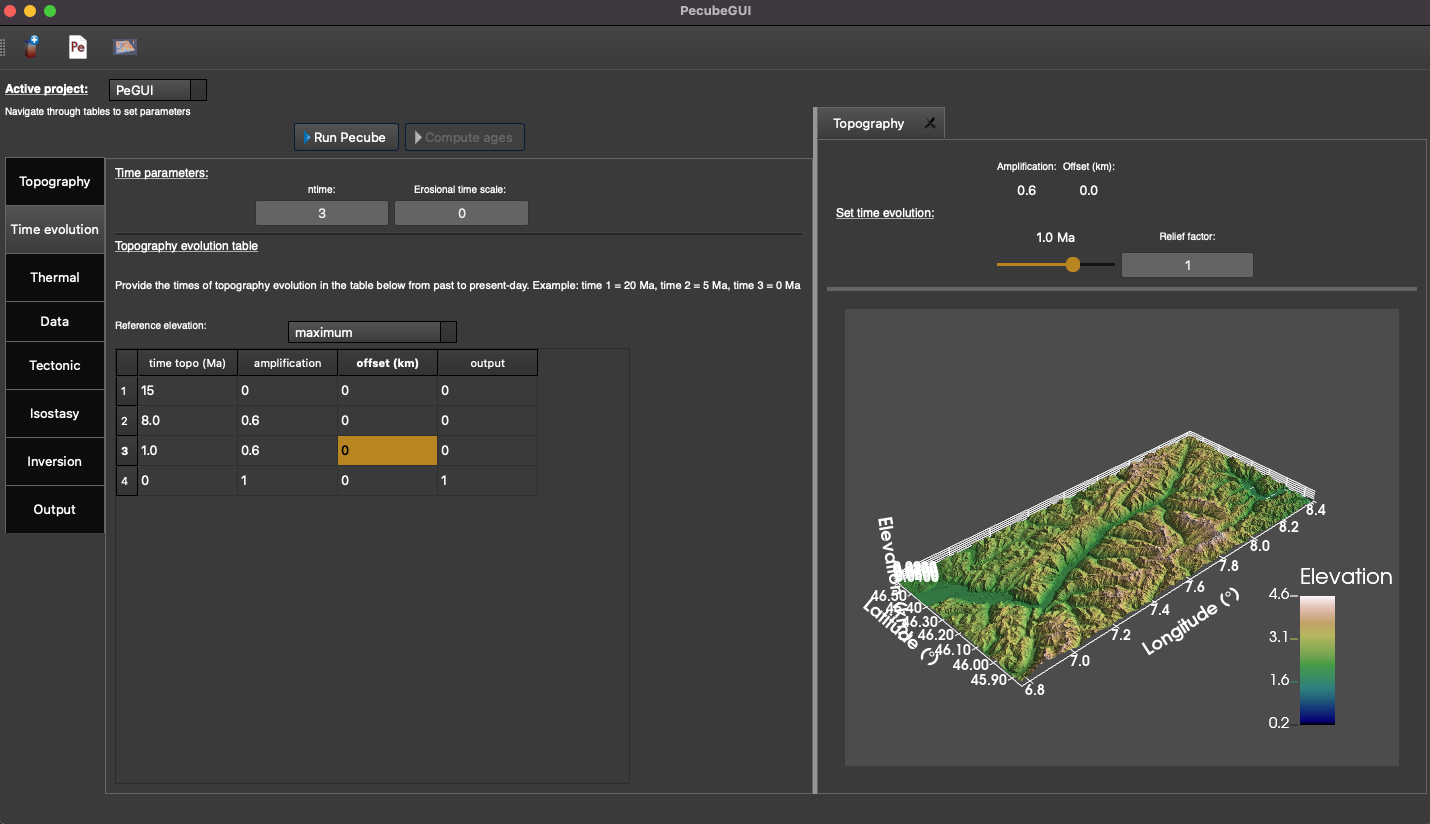 PecubeGUI
Pe
Active project: PeGUI
Navigate through tables to set parameters
Run Pecube Compute ages
Topography
Time evolution
Thermal
Data
Tectonic
Isostasy
Inversion
Output
Time parameters:
ntime: Erosional time scale:
3 0
Topography evolution table
Provide the times of topography evolution in the table below from past to present-day. Example: time 1 = 20 Ma, time 2 = 5 Ma, time 3 = 0 Ma
Reference elevation: maximum
time topo (Ma) amplification offset (km) output
1 15 0 0 0
2 8.0 0.6 0 0
3 1.0 0.6 0 0
4 0 1 0 1
Topography
Amplification: Offset (km):
0.6 0.0
Set time evolution:
1.0 Ma Relief factor:
1
46.30
46.20
46.10
46.00
45.90
Latitude (°)
6.8
7.0
7.2
7.4
7.6
7.8
8.0
8.2
8.4
Longitude (°)
Elevation
4.6
3.1
1.6
0.2